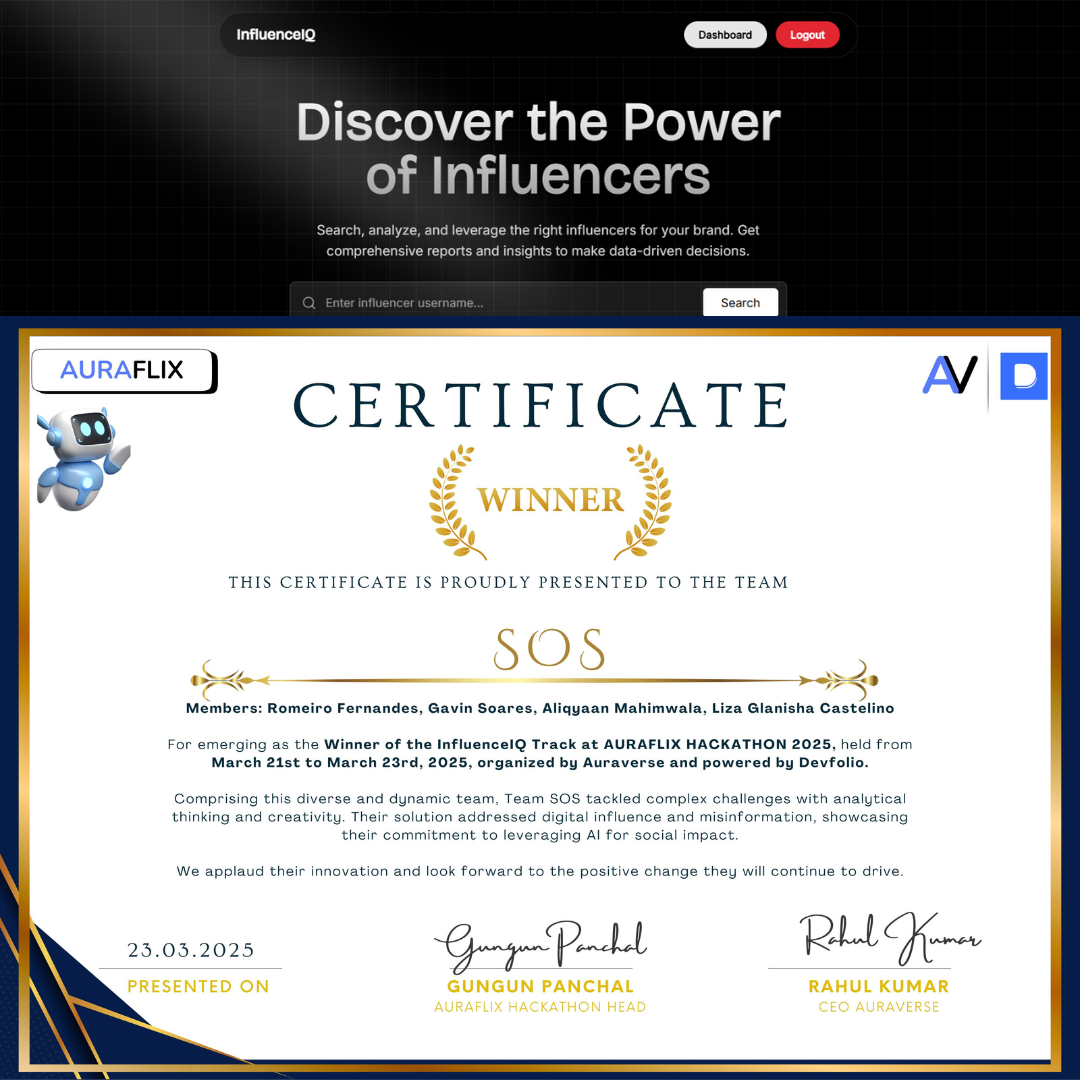 InfluenceIQ
Dashboard
Logout
Discover the Power
of Influencers
Search, analyze, and leverage the right influencers for your brand. Get
comprehensive reports and insights to make data-driven decisions.
Enter influencer username...
Search
AURAFLIX
AV
D
CERTIFICATE
WINNER
THIS CERTIFICATE IS PROUDLY PRESENTED TO THE TEAM
SOS
Members: Romeiro Fernandes, Gavin Soares, Aliqyaan Mahimwala, Liza Glanisha Castelino
For emerging as the Winner of the InfluenceIQ Track at AURAFLIX HACKATHON 2025, held from
March 21st to March 23rd, 2025, organized by Auraverse and powered by Devfolio.
Comprising this diverse and dynamic team, Team SOS tackled complex challenges with analytical
thinking and creativity. Their solution addressed digital influence and misinformation, showcasing
their commitment to leveraging AI for social impact.
We applaud their innovation and look forward to the positive change they will continue to drive.
23.03.2025
PRESENTED ON
Gungun Panchal
GUNGUN PANCHAL
AURAFLIX HACKATHON HEAD
Rahul Kumar
RAHUL KUMAR
CEO AURAVERSE